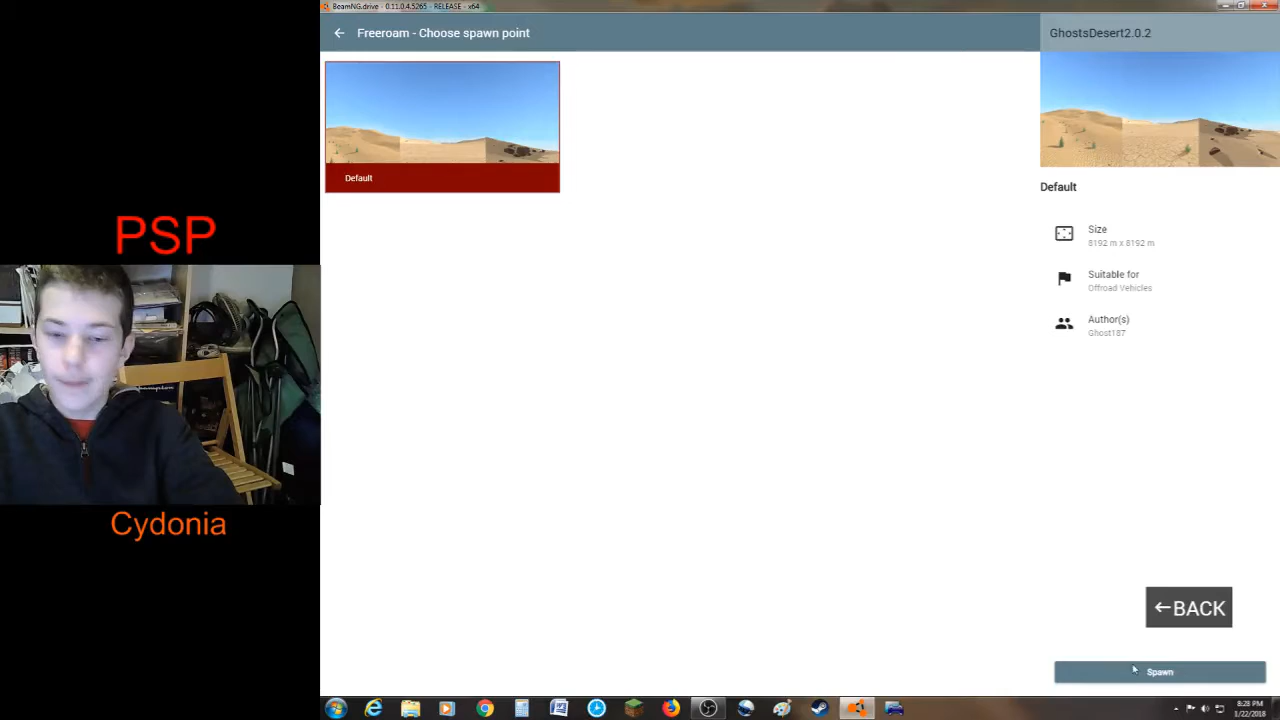 BeamNG.drive - 0.11.0.4.5265 - RELEASE - x64
Freeroam - Choose spawn point
GhostsDesert2.0.2
Default
Default
Size
8192 m x 8192 m
Suitable for
Offroad Vehicles
Author(s)
Ghost187
PSP
Cydonia
←BACK
Spawn
8:28 PM
1/22/2018